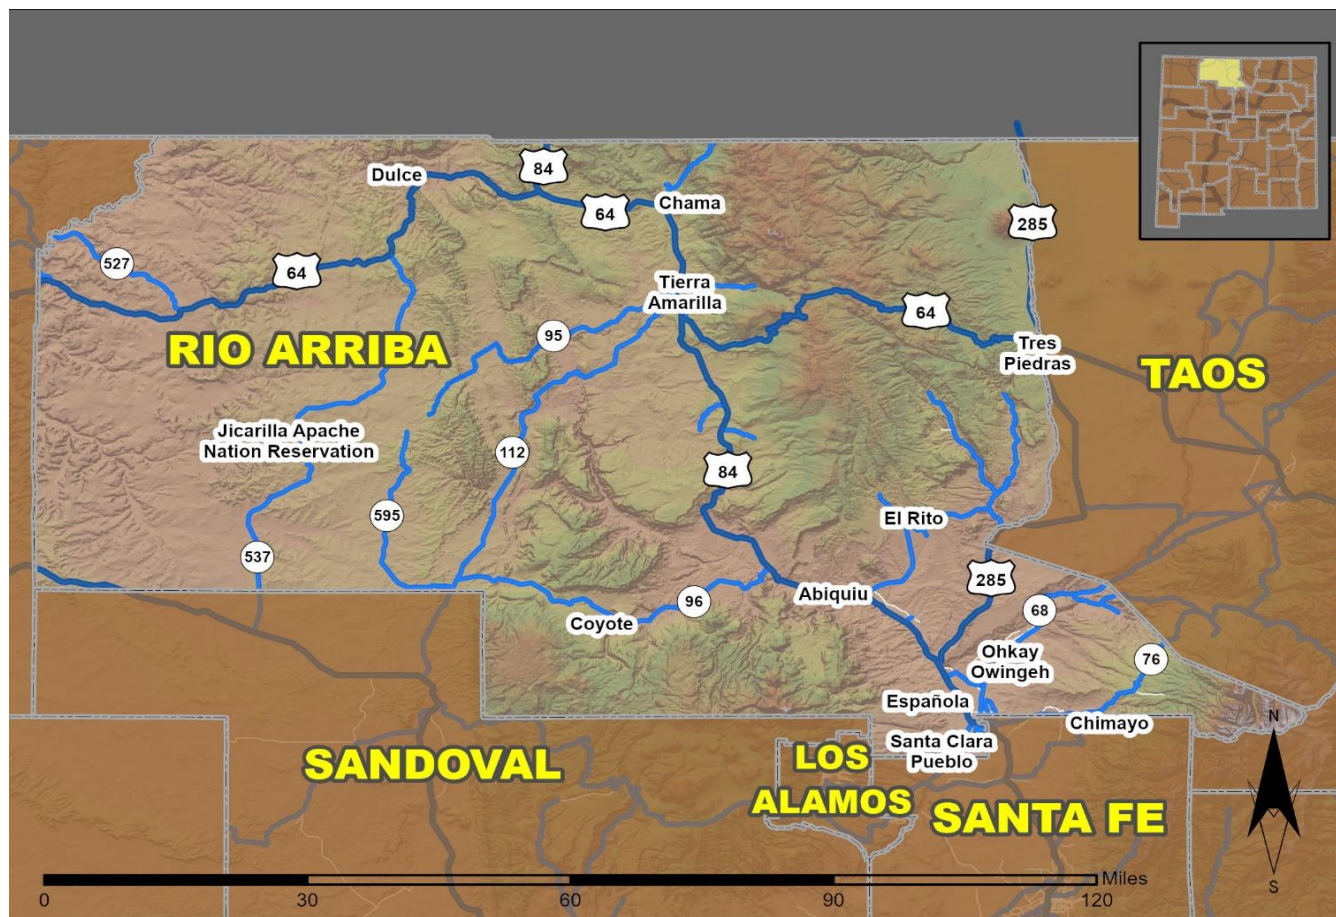 84
Dulce
64
Chama
285
527
64
Tierra
Amarilla
64
95
RIO ARRIBA
Tres
Piedras
TAOS
Jicarilla Apache
Nation Reservation
112
84
595
El Rito
537
285
Abiquiu
96
68
Coyote
Ohkay
Owingeh
76
Española
Chimayo
N
Santa Clara
Pueblo
SANDOVAL
LOS
ALAMOS
SANTA FE
S
Miles
0
30
60
90
120